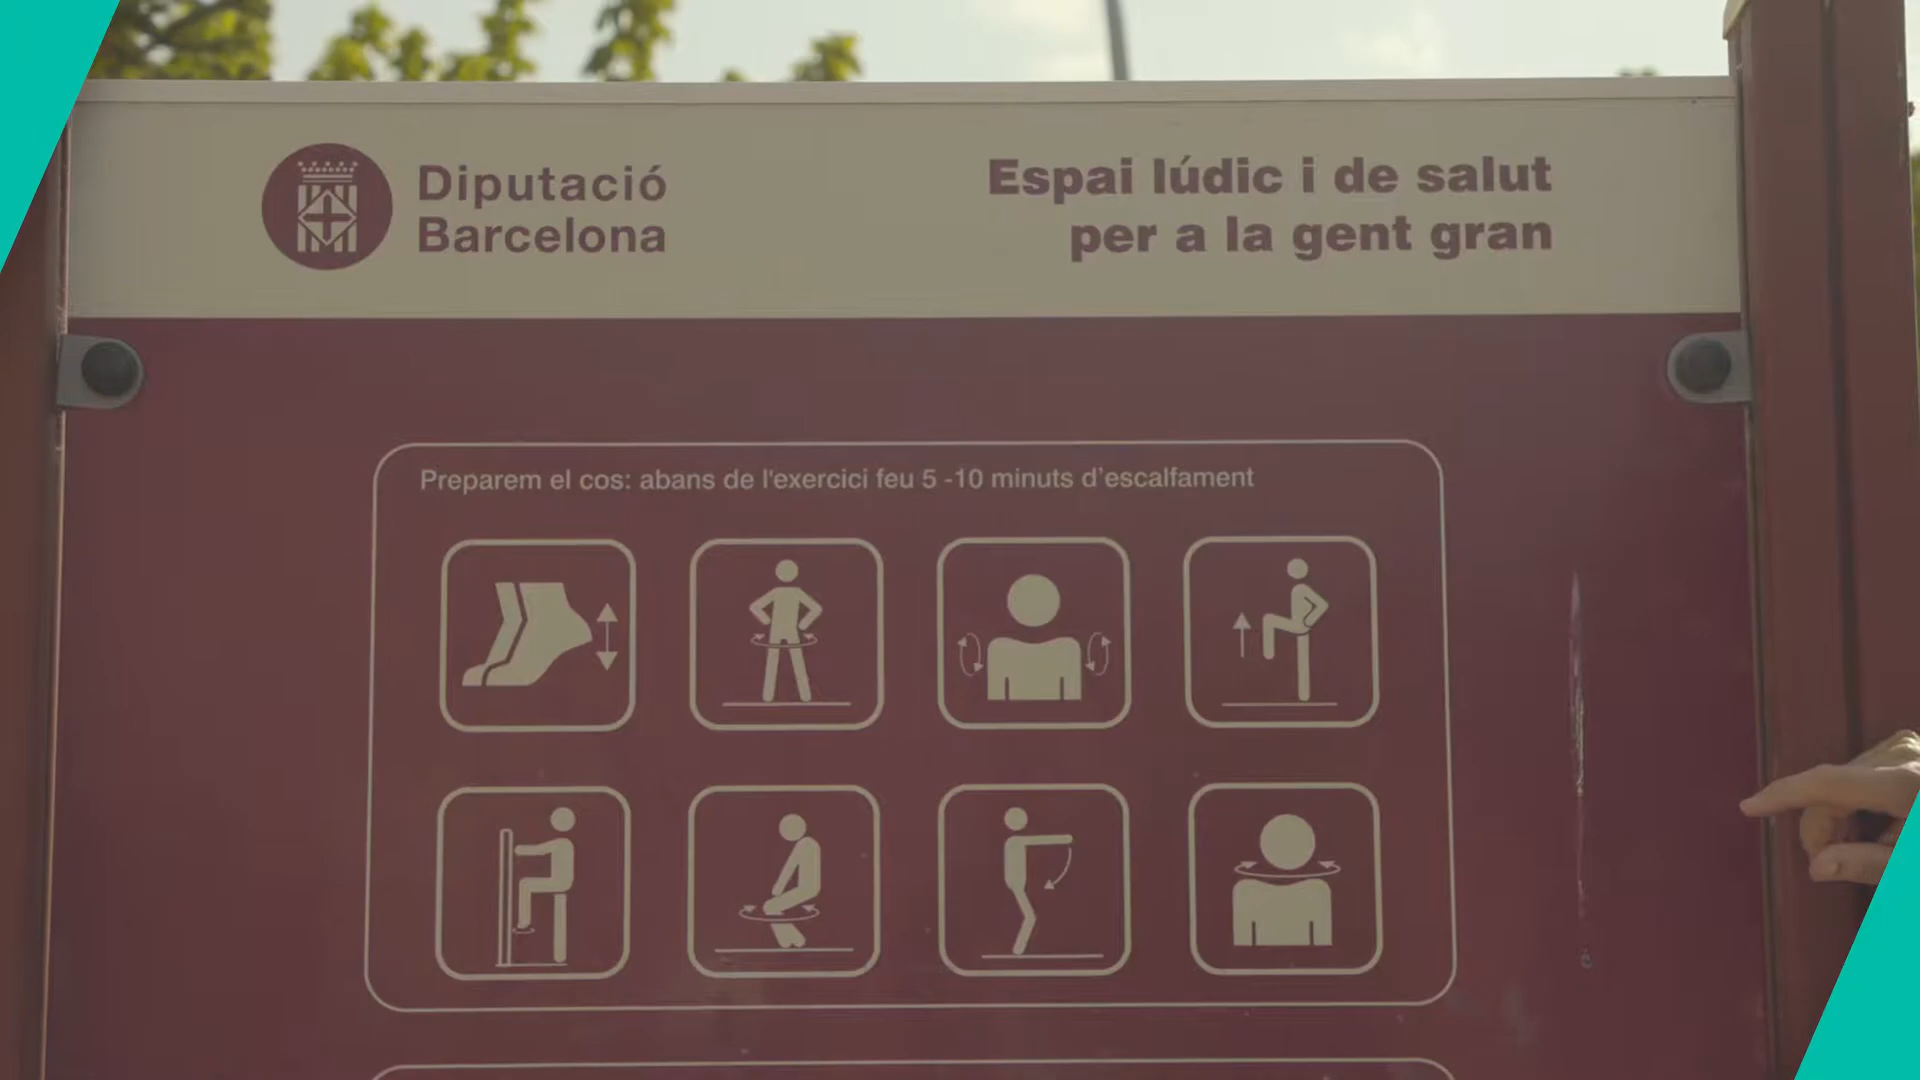 Diputació
Barcelona
Espai lúdic i de salut
per a la gent gran
Preparem el cos: abans de l'exercici feu 5 -10 minuts d'escalfament